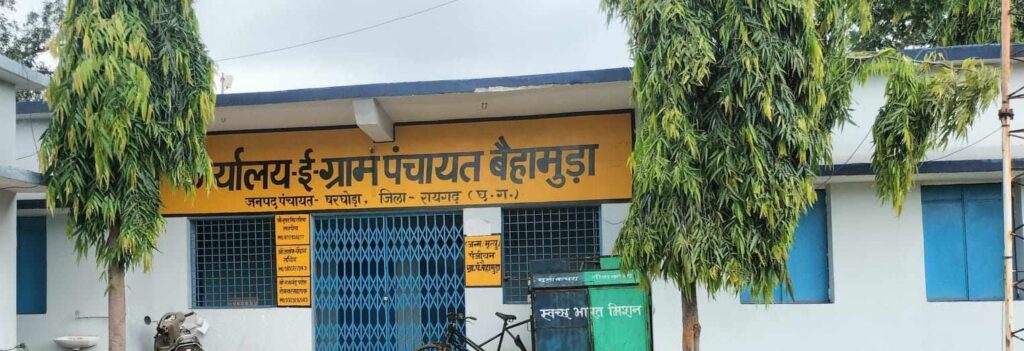 र्यालय-ई-ग्राम पंचायत बैहामुड़ा
जनपद पंचायत- घरघोड़ा, जिला- रायगढ़ (छ.ग.)
जन्म/मृत्यु
पंजीयन
ग्रा.पं.बैहामुड़ा
स्वच्छ भारत मिशन